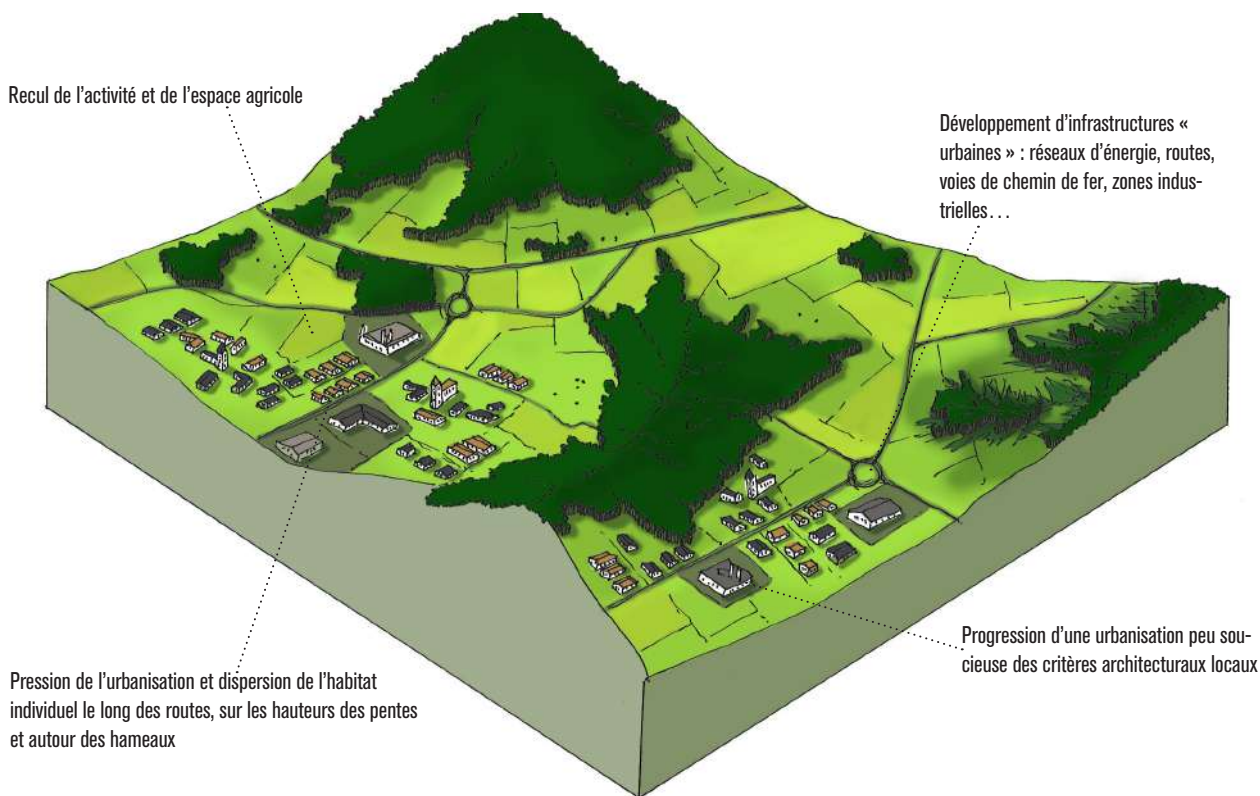 Recul de l'activité et de l'espace agricole
Développement d'infrastructures «
urbaines » : réseaux d'énergie, routes,
voies de chemin de fer, zones indus-
trielles...
Progression d'une urbanisation peu sou-
cieuse des critères architecturaux locaux
Pression de l'urbanisation et dispersion de l'habitat
individuel le long des routes, sur les hauteurs des pentes
et autour des hameaux